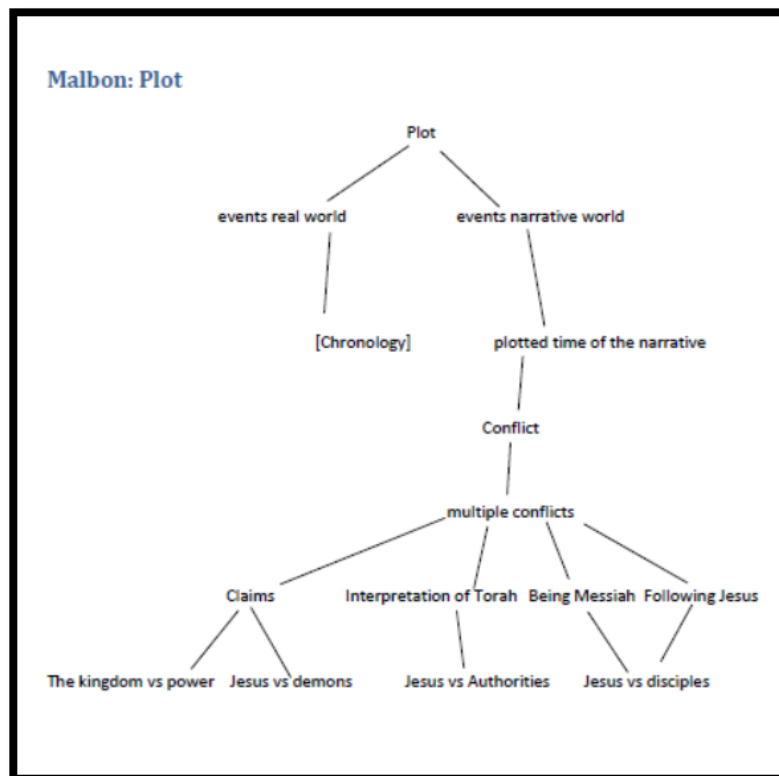 Malbon: Plot
Plot
events real world events narrative world
[Chronology] plotted time of the narrative
Conflict
multiple conflicts
Claims Interpretation of Torah Being Messiah Following Jesus
The kingdom vs power Jesus vs demons Jesus vs Authorities Jesus vs disciples